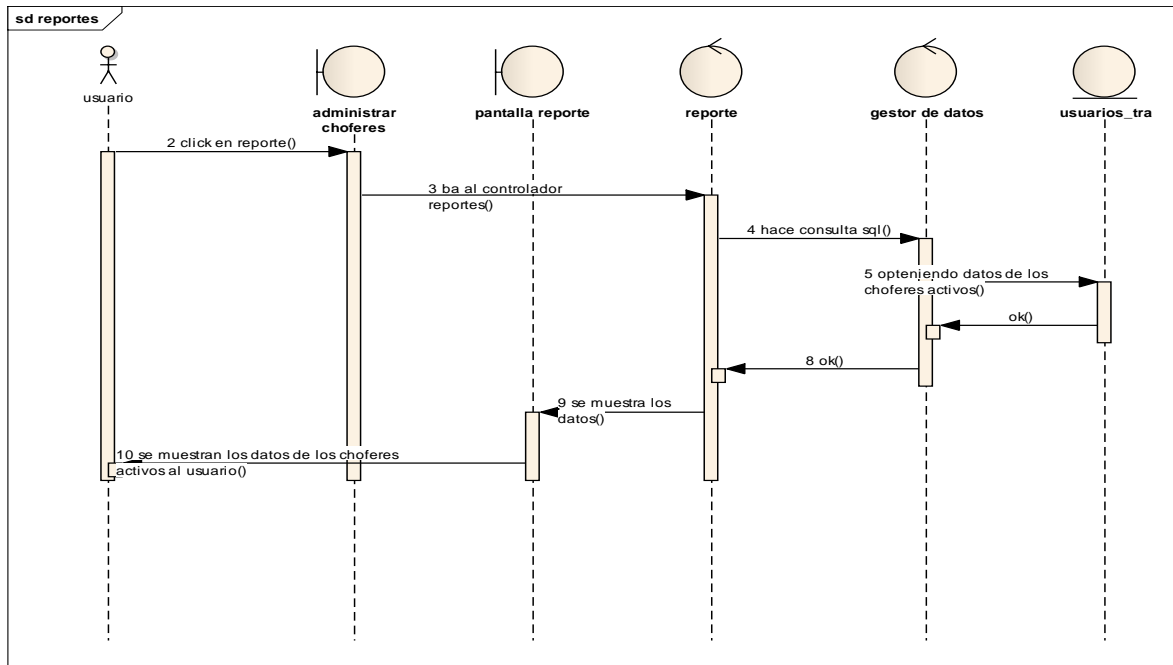 sd reportes
usuario
administrar
choferes
pantalla reporte
reporte
gestor de datos
usuarios_tra
2 click en reporte()
3 ba al controlador
reportes()
4 hace consulta sql()
5 opteniendo datos de los
choferes activos()
ok()
8 ok()
9 se muestra los
datos()
10 se muestran los datos de los choferes
activos al usuario()